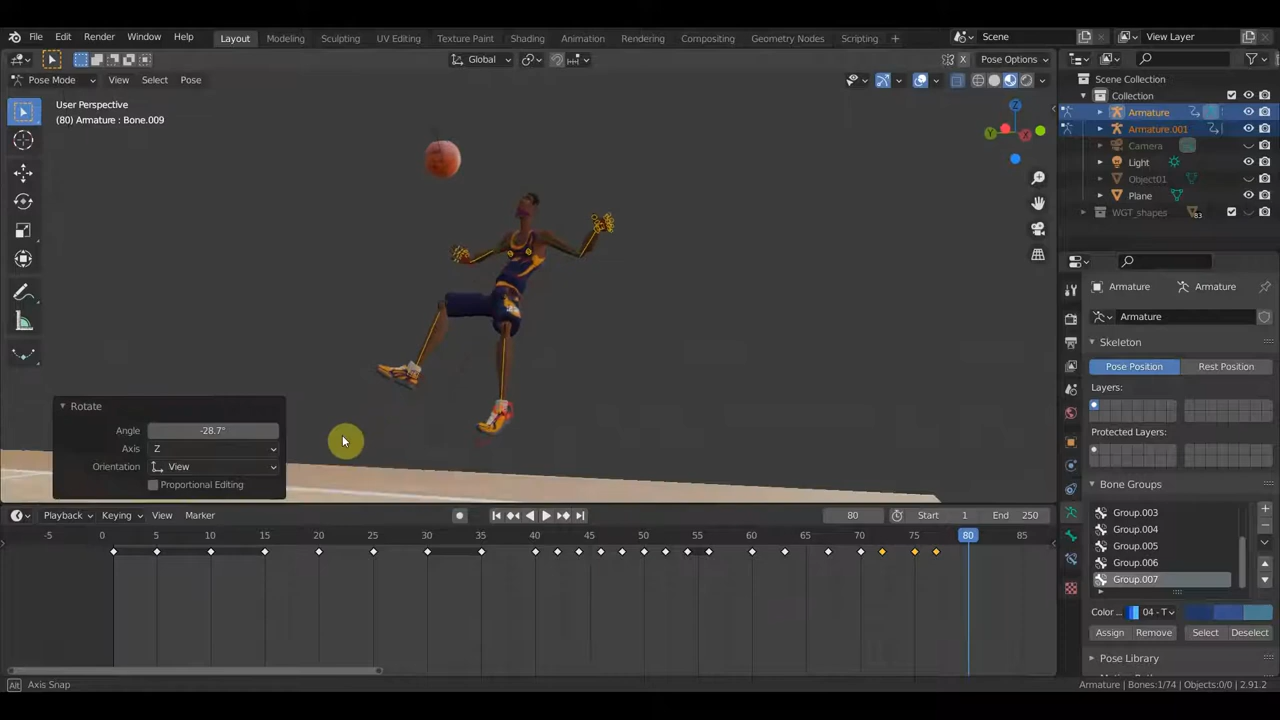 File Edit Render Window Help Layout Modeling Sculpting UV Editing Texture Paint Shading Animation Rendering Compositing Geometry Nodes Scripting + Scene View Layer
Global Pose Options
Pose Mode View Select Pose
User Perspective
(80) Armature : Bone.009
Z
Y
X
Rotate
Angle -28.7°
Axis Z
Orientation View
Proportional Editing
Scene Collection
Collection
Armature
Armature.001
Camera
Light
Object01
Plane
WGT_shapes 83
Armature Armature
Armature
Skeleton
Pose Position Rest Position
Layers:
Protected Layers:
Bone Groups
Group.003
Group.004
Group.005
Group.006
Group.007
Color ... 04 - T
Assign Remove Select Deselect
Pose Library
Playback Keying View Marker 80 Start 1 End 250
-5 0 5 10 15 20 25 30 35 40 45 50 55 60 65 70 75 80 85
Alt Axis Snap
Armature | Bones:1/74 | Objects:0/0 | 2.91.2